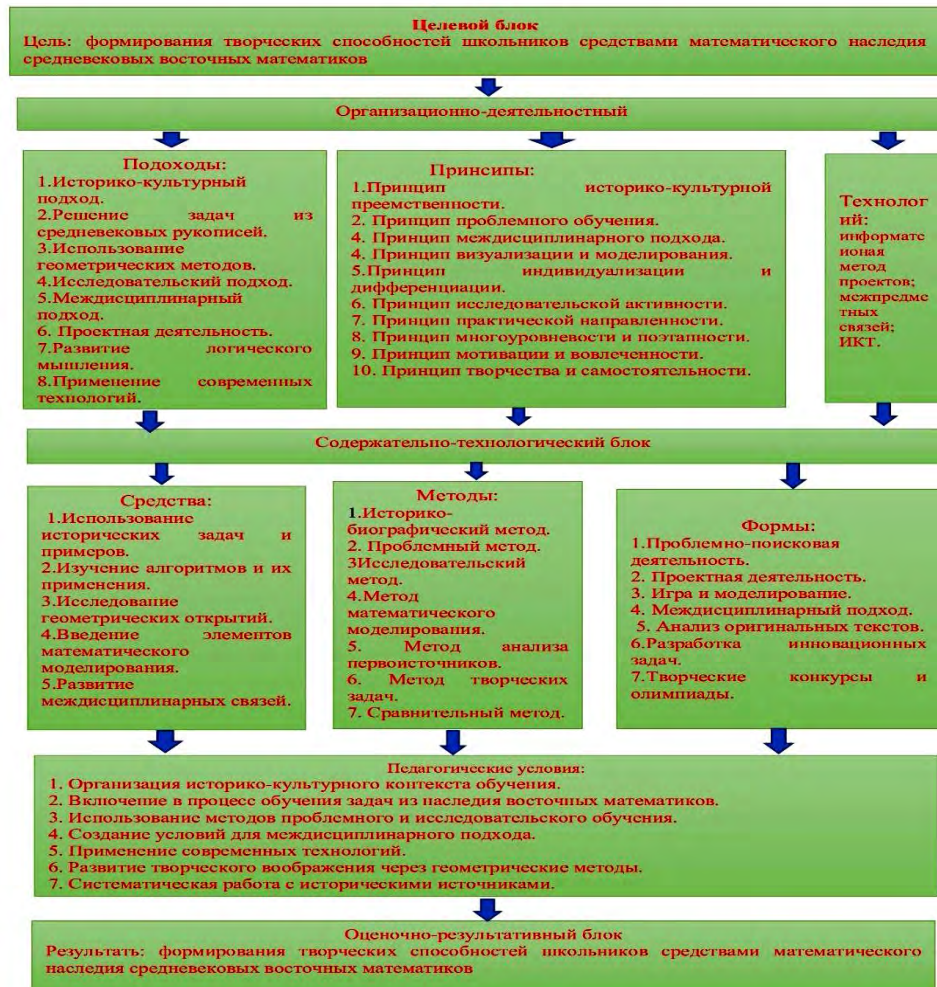 Целевой блок
Цель: формирования творческих способностей школьников средствами математического наследия
средневековых восточных математиков
Организационно-деятельностный
Подоходы:
1.Историко-культурный
подход.
2.Решение задач из
средневековых рукописей.
3.Использование
геометрических методов.
4.Исследовательский подход.
5.Междисциплинарный
подход.
6. Проектная деятельность.
7.Развитие логического
мышления.
8.Применение современных
технологий.
Принсипы:
1.Принцип историко-культурной
преемственности.
2. Принцип проблемного обучения.
4. Принцип междисциплинарного подхода.
4. Принцип визуализации и моделирования.
5.Принцип индивидуализации и
дифференциации.
6. Принцип исследовательской активности.
7. Принцип практической направленности.
8. Принцип многоуровневости и поэтапности.
9. Принцип мотивации и вовлеченности.
10. Принцип творчества и самостоятельности.
Технолог
ий:
информатс
ионая
метод
проектов;
межпредме
тных
связей;
ИКТ.
Содержательно-технологический блок
Средства:
1.Использование
исторических задач и
примеров.
2.Изучение алгоритмов и их
применения.
3.Исследование
геометрических открытий.
4.Введение элементов
математического
моделирования.
5.Развитие
междисциплинарных связей.
Методы:
1.Историко-
биографический метод.
2. Проблемный метод.
3Исследовательский
метод.
4.Метод
математического
моделирования.
5. Метод анализа
первоисточников.
6. Метод творческих
задач.
7. Сравнительный метод.
Формы:
1.Проблемно-поисковая
деятельность.
2. Проектная деятельность.
3. Игра и моделирование.
4. Междисциплинарный подход.
5. Анализ оригинальных текстов.
6.Разработка инновационных
задач.
7.Творческие конкурсы и
олимпиады.
Педагогические условия:
1. Организация историко-культурного контекста обучения.
2. Включение в процесс обучения задач из наследия восточных математиков.
3. Использование методов проблемного и исследовательского обучения.
4. Создание условий для междисциплинарного подхода.
5. Применение современных технологий.
6. Развитие творческого воображения через геометрические методы.
7. Систематическая работа с историческими источниками.
Оценочно-результативный блок
Результать: формирования творческих способностей школьников средствами математического
наследия средневековых восточных математиков